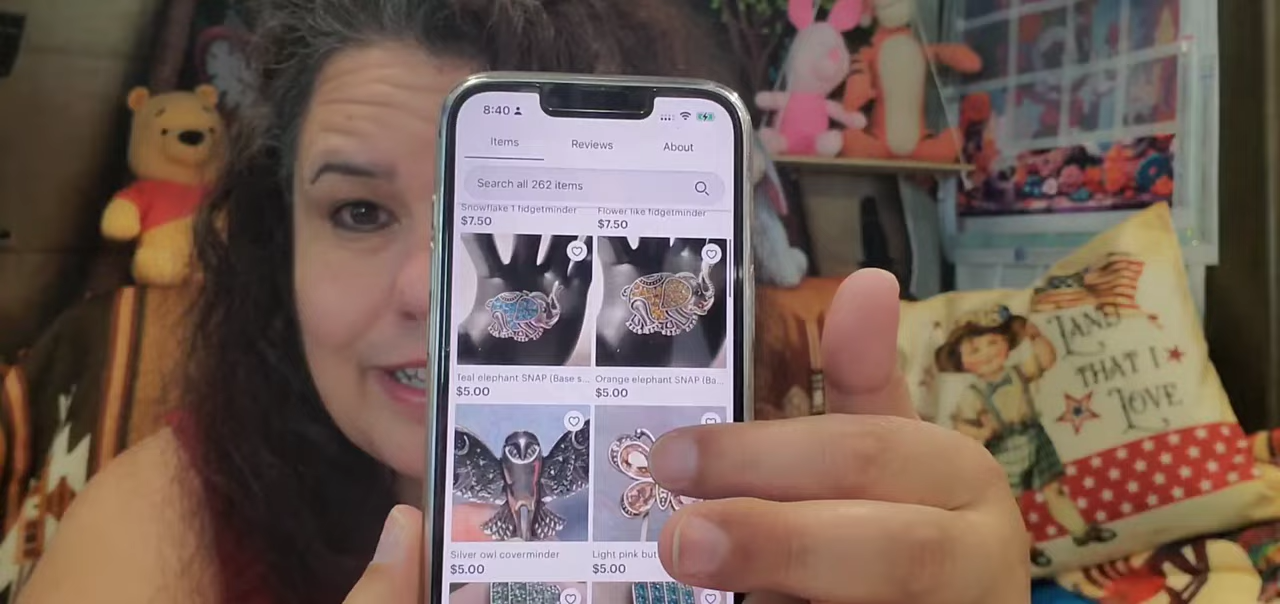 8:40
Items Reviews About
Search all 262 items
Snowflake 1 fidgetminder Flower like fidgetminder
$7.50 $7.50
Teal elephant SNAP (Base s... Orange elephant SNAP (Ba...
$5.00 $5.00
Silver owl coverminder Light pink but
$5.00 $5.00
LAND
THAT I
LOVE